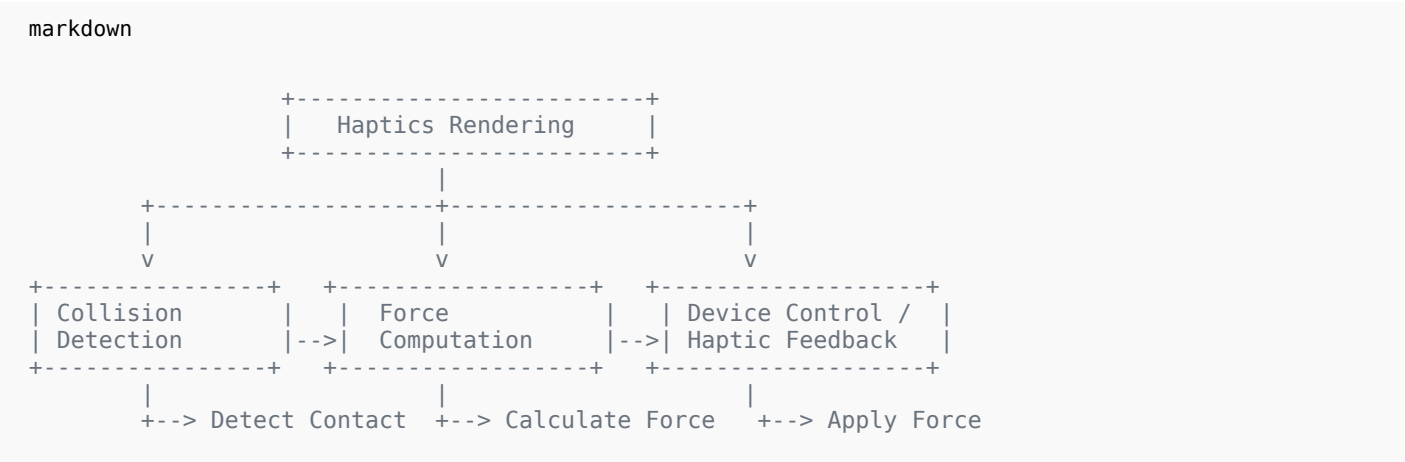 markdown
+-------------------------+
|   Haptics Rendering     |
+-------------------------+
|
+--------------------+---------------------+
|                    |                     |
v                    v                     v
+----------------+   +------------------+   +-------------------+
| Collision       |   |  Force           |   | Device Control /  |
| Detection       |-->|  Computation     |-->| Haptic Feedback   |
+----------------+   +------------------+   +-------------------+
|                    |                     |
+--> Detect Contact  +--> Calculate Force   +--> Apply Force